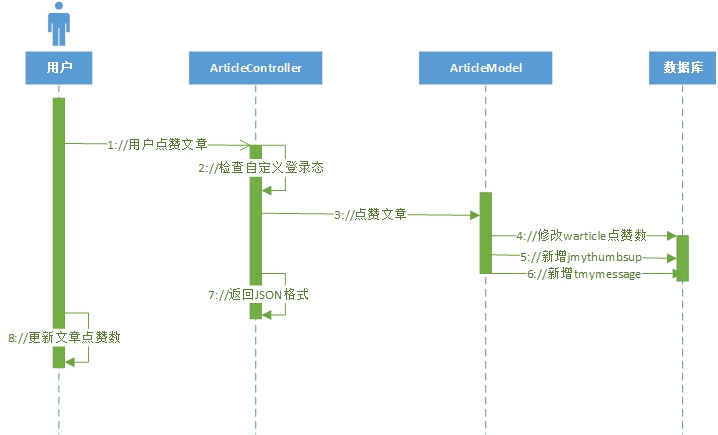 用户
ArticleController
ArticleModel
数据库
1://用户点赞文章
2://检查自定义登录态
3://点赞文章
4://修改warticle点赞数
5://新增jmythumbsup
6://新增tmymessage
7://返回JSON格式
8://更新文章点赞数